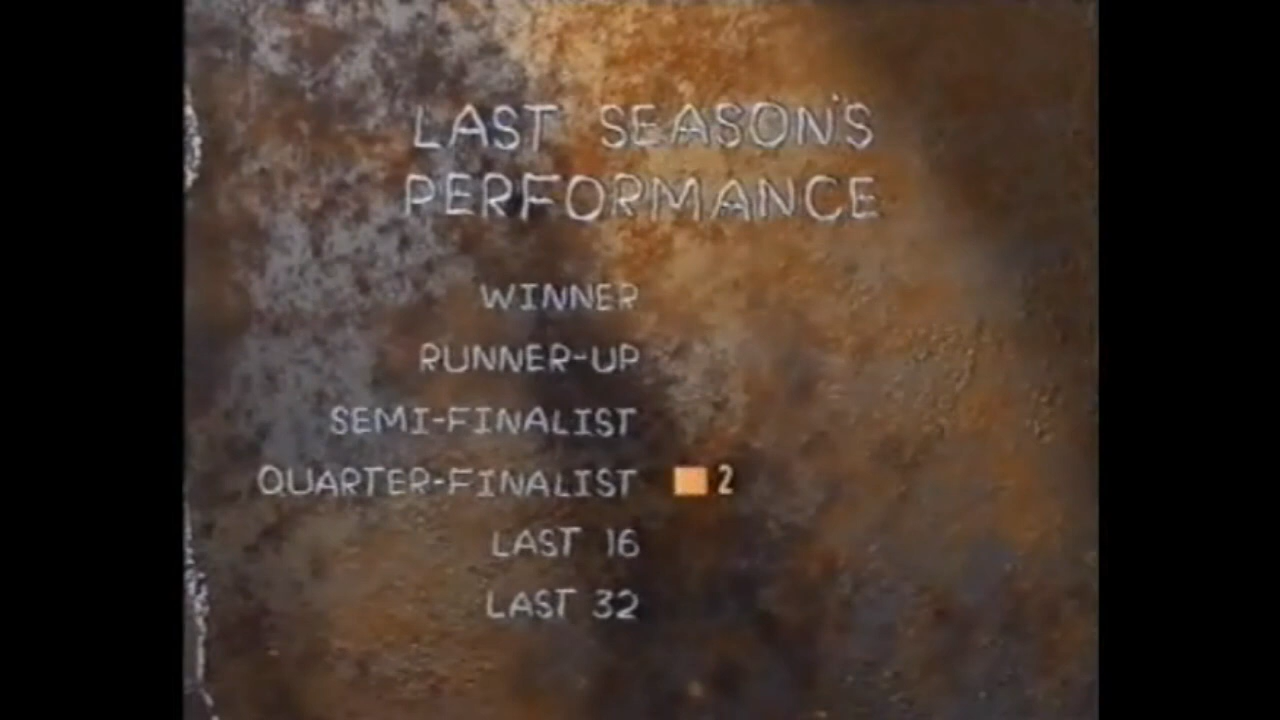 LAST SEASON'S
PERFORMANCE
WINNER
RUNNER-UP
SEMI-FINALIST
QUARTER-FINALIST 2
LAST 16
LAST 32